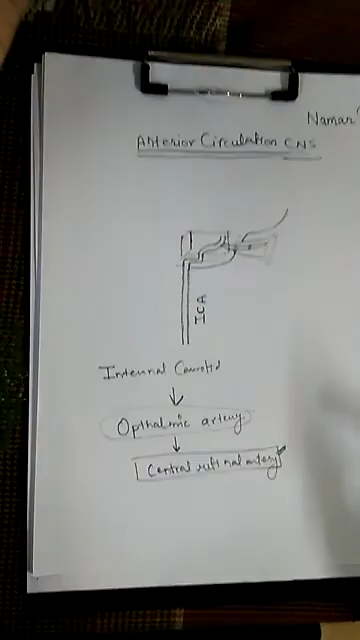 Naman
Anterior Circulation CNS
ICA
Internal Carotid
Opthalmic artery
Central retinal artery